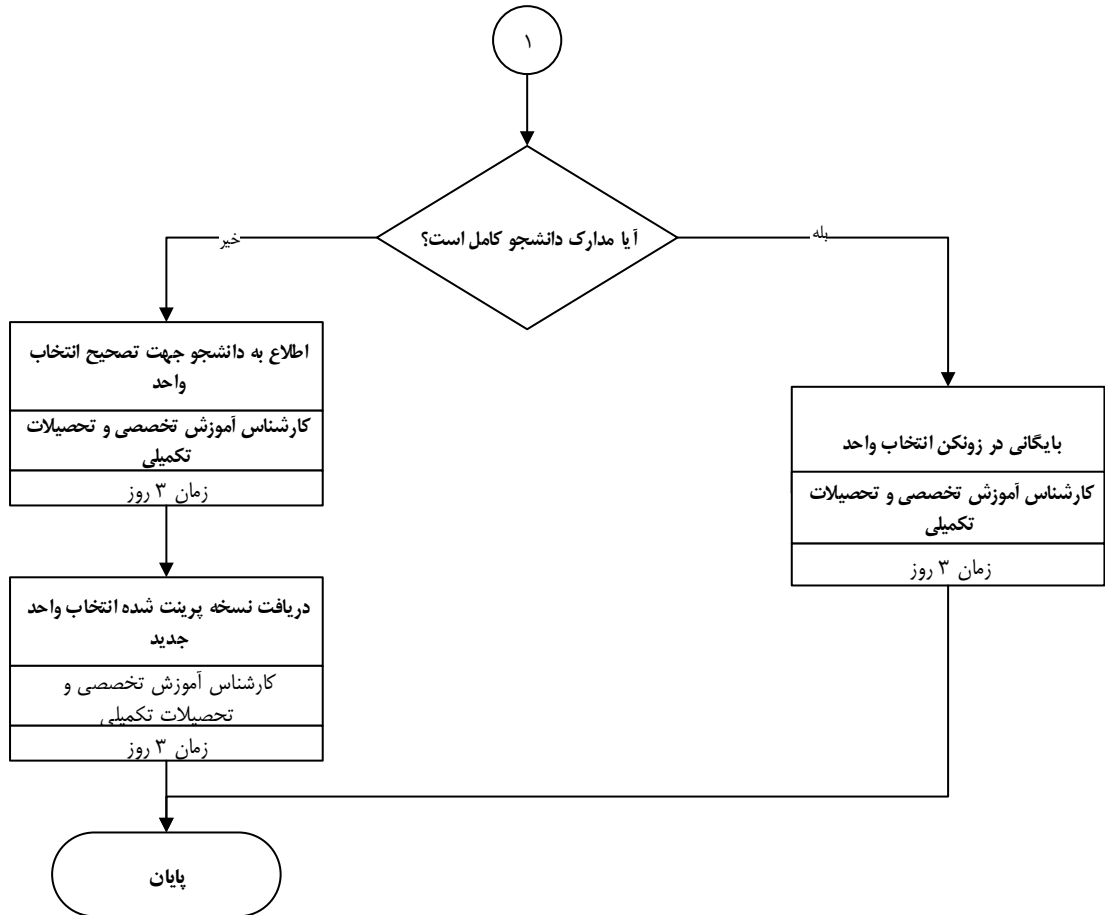 ۱
آیا مدارک دانشجو کامل است؟
بله
خیر
بایگانی در زونکن انتخاب واحد
کارشناس آموزش تخصصی و تحصیلات
تکمیلی
زمان ۳ روز
اطلاع به دانشجو جهت تصحیح انتخاب
واحد
کارشناس آموزش تخصصی و تحصیلات
تکمیلی
زمان ۳ روز
دریافت نسخه پرینت شده انتخاب واحد
جدید
کارشناس آموزش تخصصی و
تحصیلات تکمیلی
زمان ۳ روز
پایان